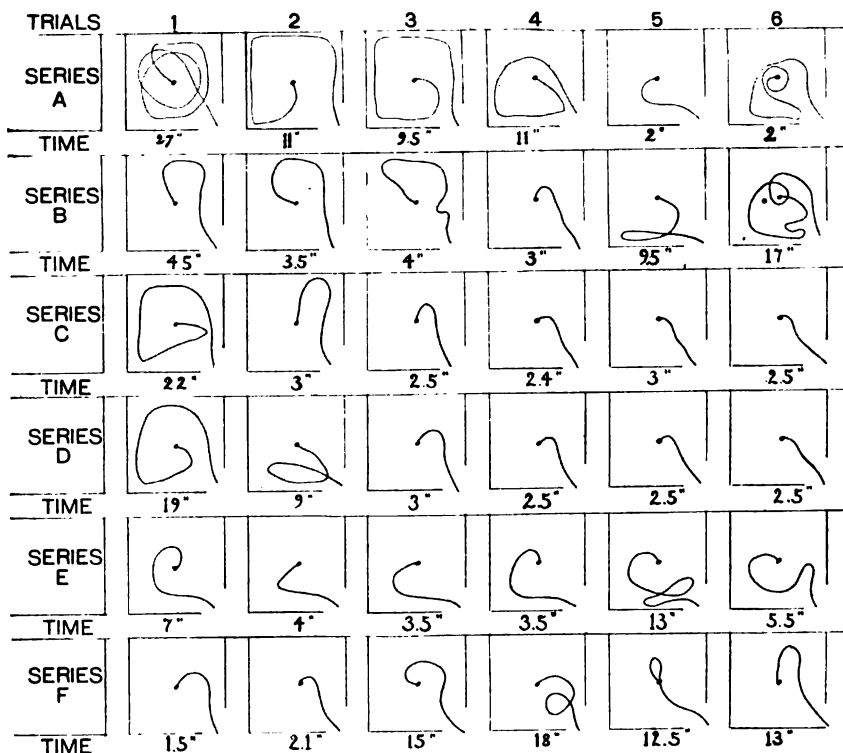 TRIALS 1 2 3 4 5 6
SERIES
A
TIME 27" 11" 9.5" 11" 2" 2"
SERIES
B
TIME 45" 3.5" 4" 3" 95" 17"
SERIES
C
TIME 22" 3" 2.5" 2.4" 3" 2.5"
SERIES
D
TIME 19" 9" 3" 2.5" 2.5" 2.5"
SERIES
E
TIME 7" 4" 3.5" 3.5" 13" 5.5"
SERIES
F
TIME 1.5" 2.1" 15" 18" 12.5" 13"